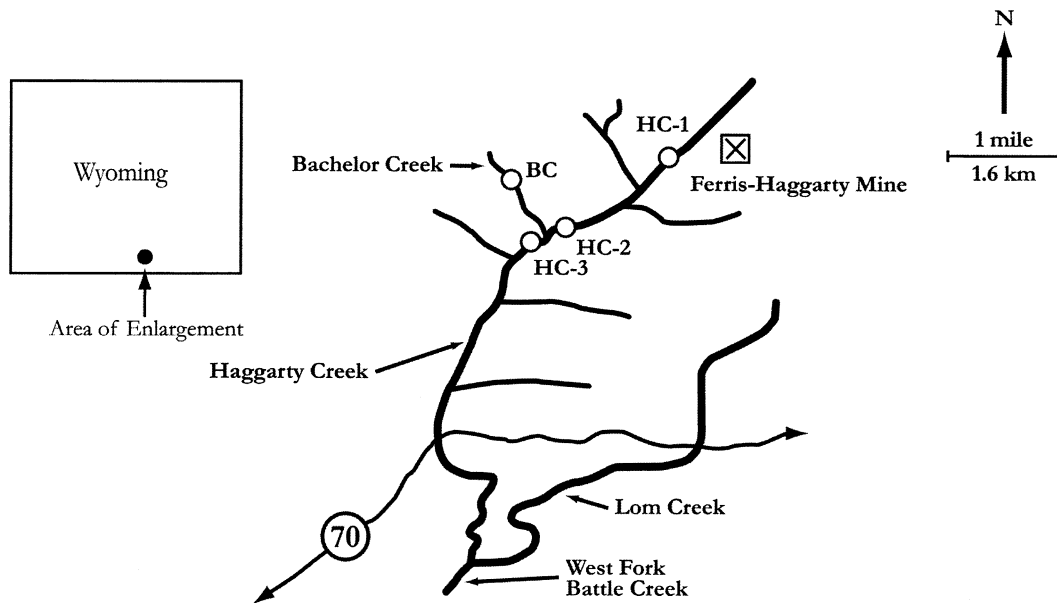 N
1 mile
1.6 km
HC-1
Ferris-Haggarty Mine
Bachelor Creek
BC
Wyoming
HC-2
HC-3
Area of Enlargement
Haggarty Creek
Lom Creek
70
West Fork
Battle Creek